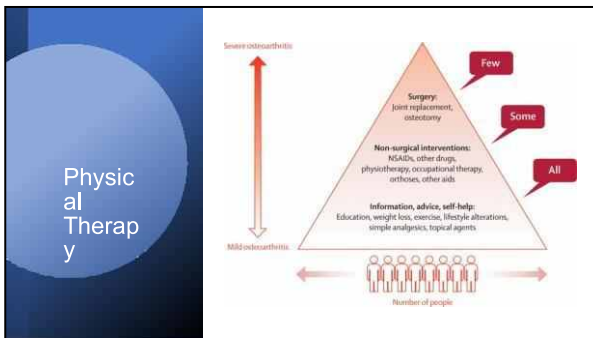 Physic
al
Therap
y
Severe osteoarthritis
Few
Surgery:
Joint replacement,
osteotomy
Some
Non-surgical interventions:
NSAIDs, other drugs,
physiotherapy, occupational therapy,
orthoses, other aids
All
Information, advice, self-help:
Education, weight loss, exercise, lifestyle alterations,
simple analgesics, topical agents
Mild osteoarthritis
Number of people